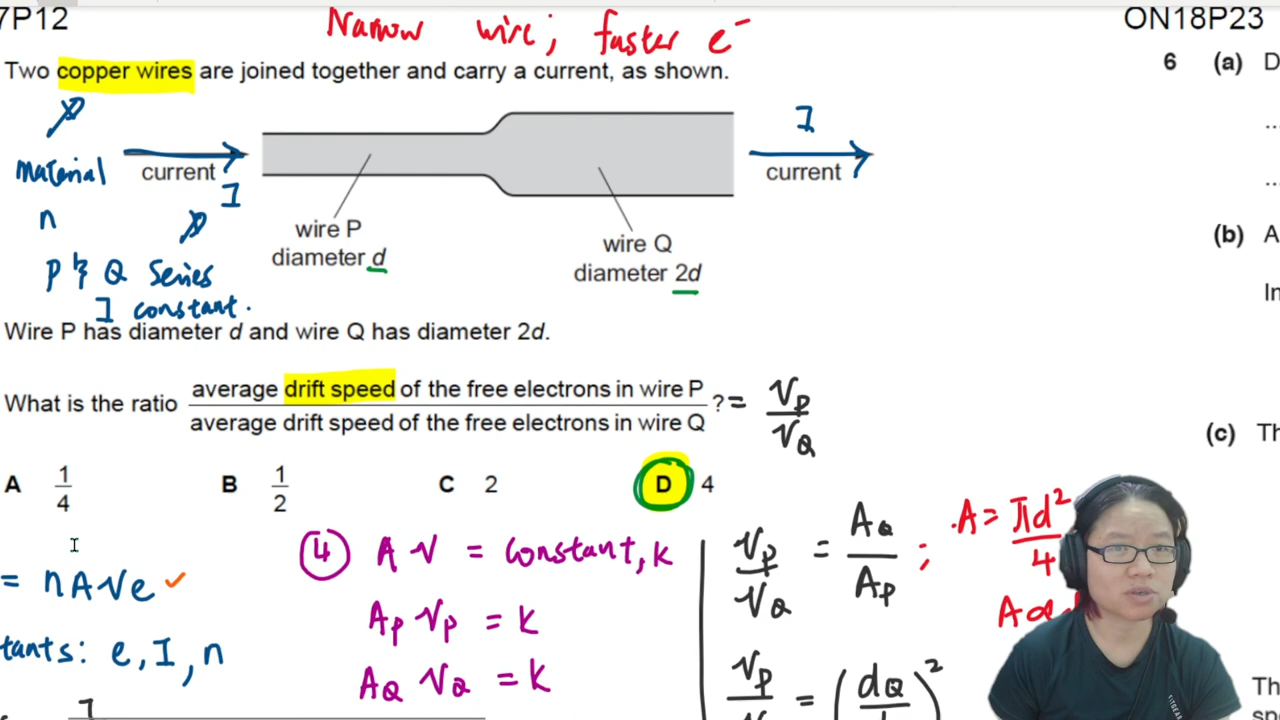 7P12
ON18P23
Narrow wire; faster e⁻
Two copper wires are joined together and carry a current, as shown.
6 (a) D
material
n
P & Q series
I constant.
current
I
I
current
wire P
diameter d
wire Q
diameter 2d
(b) A
In
Wire P has diameter d and wire Q has diameter 2d.
What is the ratio average drift speed of the free electrons in wire P / average drift speed of the free electrons in wire Q ? = VP / VQ
(c) Th
A 1/4 B 1/2 C 2 D 4
= nAVe ✓
tants: e, I, n
④ A V = constant, k
AP VP = k
AQ VQ = k
VP / VQ = AQ / AP ; A = πd² / 4
A ∝
VP
= (dQ )²
Th